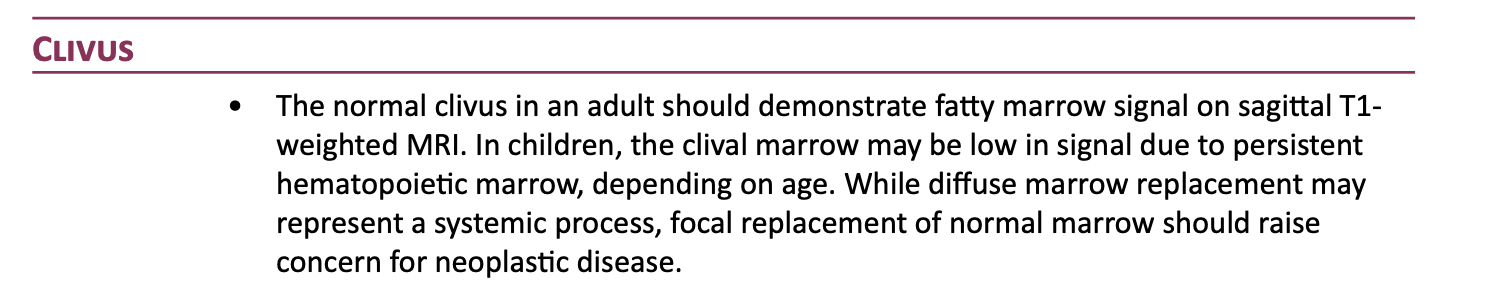 CLIVUS
• The normal clivus in an adult should demonstrate fatty marrow signal on sagittal T1-
weighted MRI. In children, the clival marrow may be low in signal due to persistent
hematopoietic marrow, depending on age. While diffuse marrow replacement may
represent a systemic process, focal replacement of normal marrow should raise
concern for neoplastic disease.